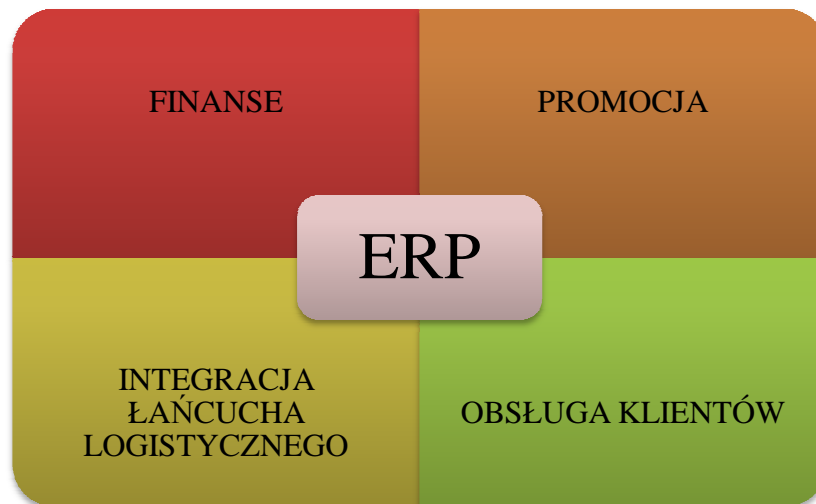 FINANSE
PROMOCJA
ERP
INTEGRACJA
ŁAŃCUCHA
LOGISTYCZNEGO
OBSŁUGA KLIENTÓW